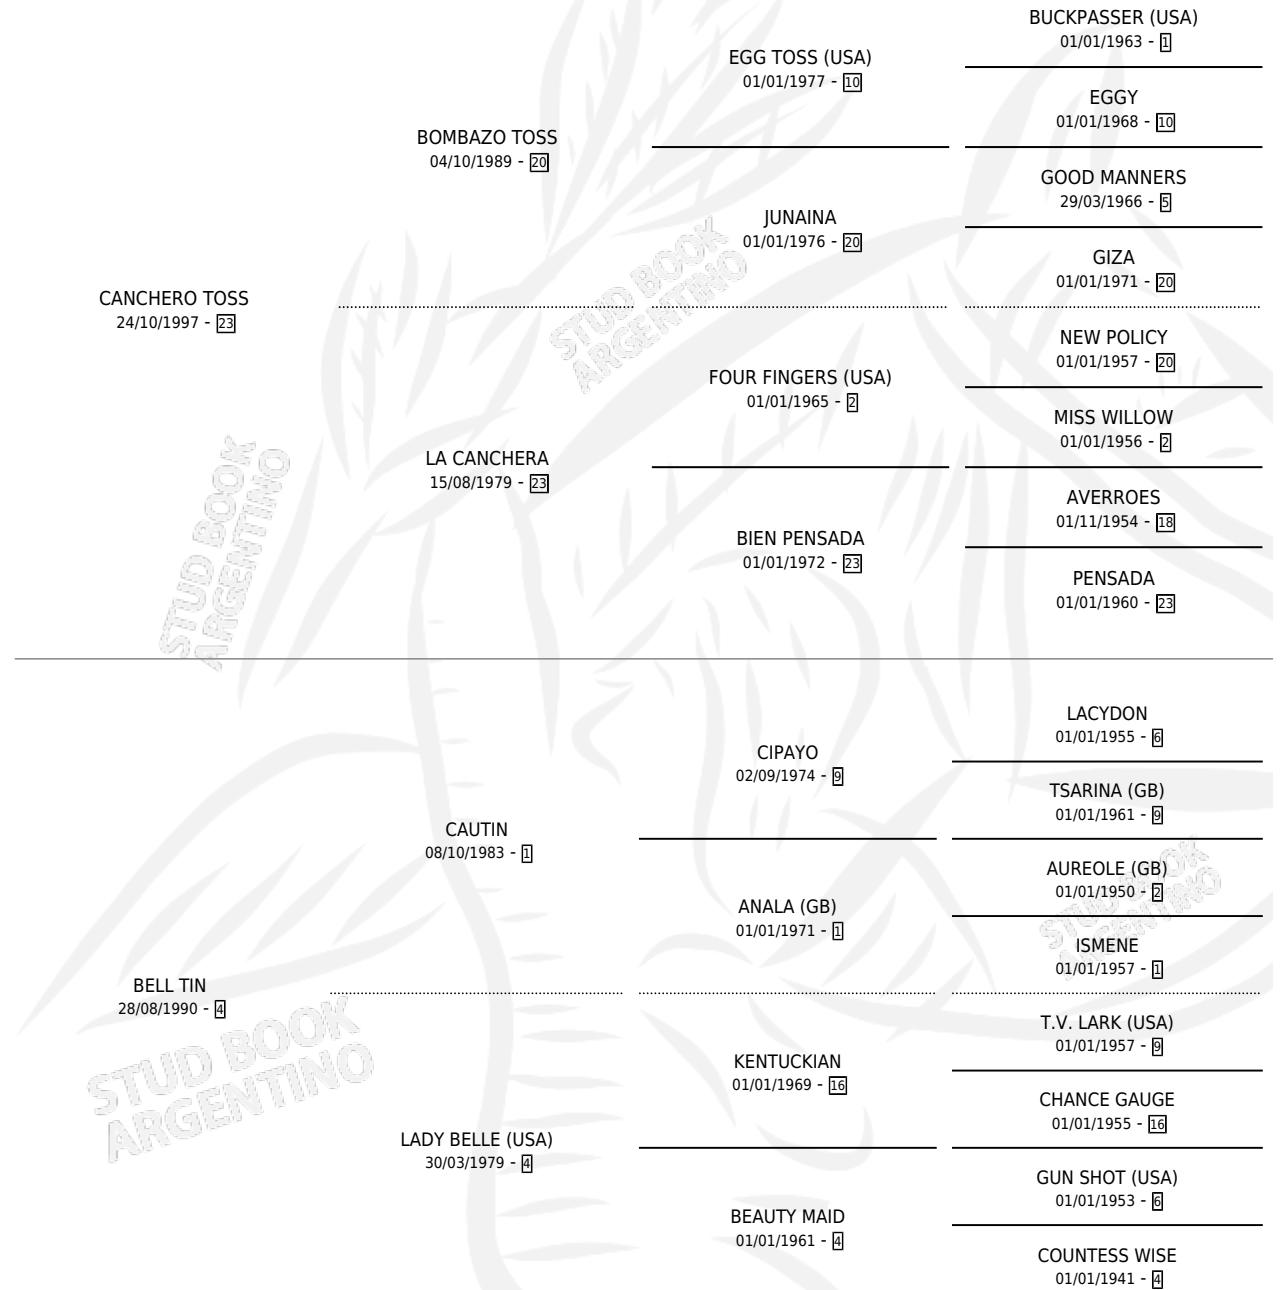 BUCKPASSER (USA)
01/01/1963 - 1
EGG TOSS (USA)
01/01/1977 - 10
EGGY
01/01/1968 - 10
BOMBAZO TOSS
04/10/1989 - 20
GOOD MANNERS
29/03/1966 - 5
JUNAINA
01/01/1976 - 20
GIZA
01/01/1971 - 20
CANCHERO TOSS
24/10/1997 - 23
STUD BOOK
ARGENTINO
NEW POLICY
01/01/1957 - 20
FOUR FINGERS (USA)
01/01/1965 - 2
MISS WILLOW
01/01/1956 - 2
LA CANCHERA
15/08/1979 - 23
AVERROES
01/11/1954 - 18
BIEN PENSADA
01/01/1972 - 23
PENSADA
01/01/1960 - 23
STUD BOOK
ARGENTINO
LACYDON
01/01/1955 - 6
CIPAYO
02/09/1974 - 9
TSARINA (GB)
01/01/1961 - 9
CAUTIN
08/10/1983 - 1
AUREOLE (GB)
01/01/1950 - 2
ANALA (GB)
01/01/1971 - 1
ISMENE
01/01/1957 - 1
STUD BOOK
ARGENTINO
BELL TIN
28/08/1990 - 4
T.V. LARK (USA)
01/01/1957 - 9
KENTUCKIAN
01/01/1969 - 16
CHANCE GAUGE
01/01/1955 - 16
STUD BOOK
ARGENTINO
LADY BELLE (USA)
30/03/1979 - 4
GUN SHOT (USA)
01/01/1953 - 6
BEAUTY MAID
01/01/1961 - 4
COUNTESS WISE
01/01/1941 - 4